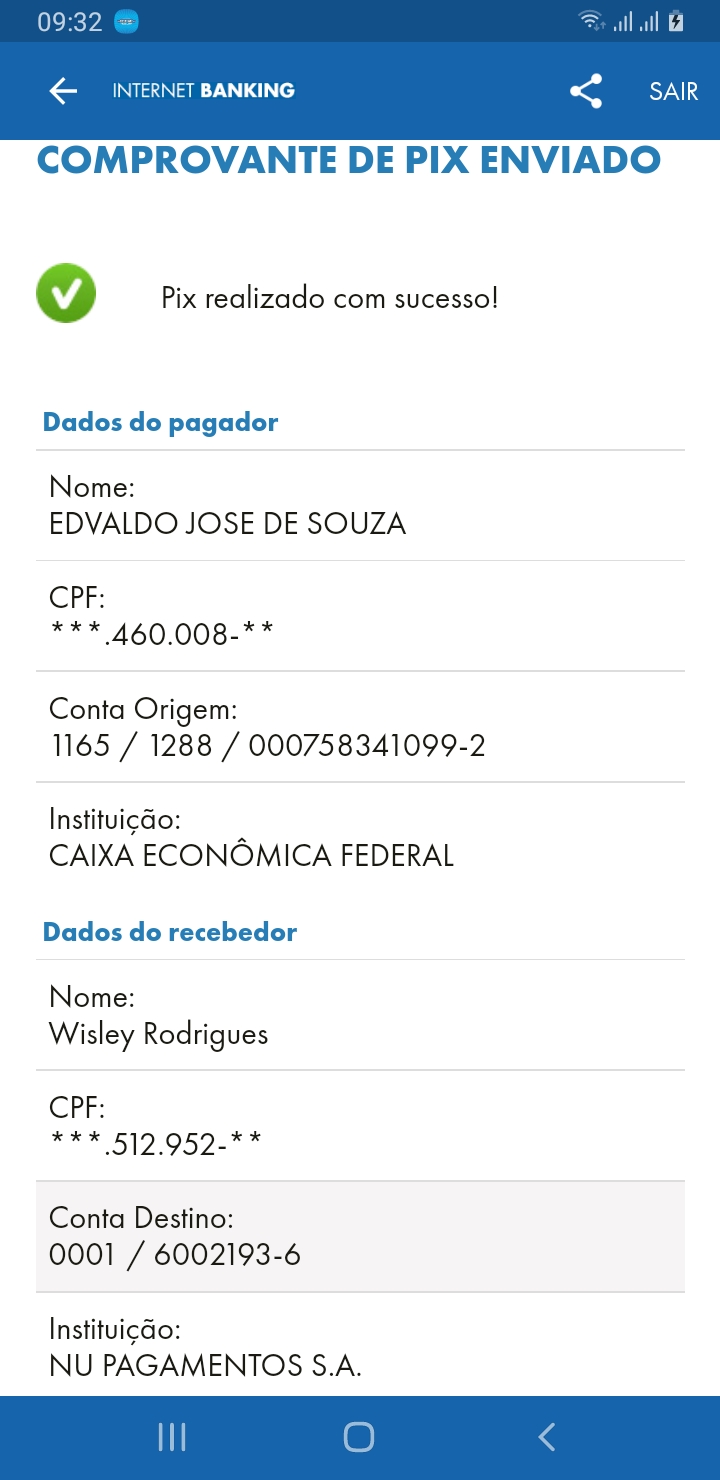 09:32
INTERNET BANKING
SAIR
COMPROVANTE DE PIX ENVIADO
Pix realizado com sucesso!
Dados do pagador
Nome:
EDVALDO JOSE DE SOUZA
CPF:
***.460.008-**
Conta Origem:
1165 / 1288 / 000758341099-2
Instituição:
CAIXA ECONÔMICA FEDERAL
Dados do recebedor
Nome:
Wisley Rodrigues
CPF:
***.512.952-**
Conta Destino:
0001 / 6002193-6
Instituição:
NU PAGAMENTOS S.A.